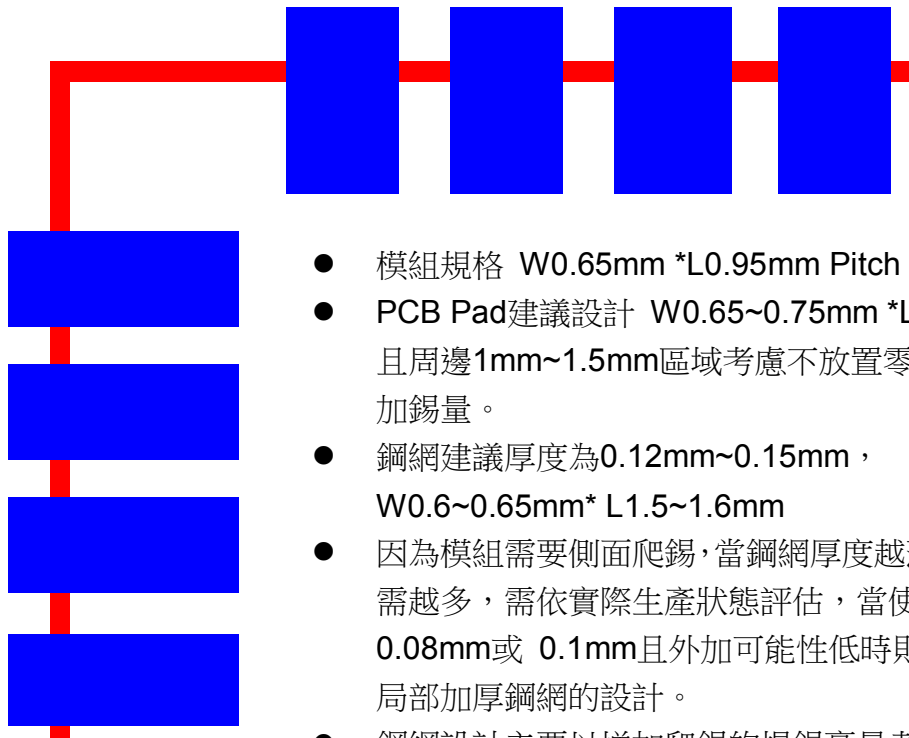 ● 模組規格 W0.65mm *L0.95mm Pitch
● PCB Pad建議設計 W0.65~0.75mm *L
且周邊1mm~1.5mm區域考慮不放置零
加錫量。
● 鋼網建議厚度為0.12mm~0.15mm，
W0.6~0.65mm* L1.5~1.6mm
● 因為模組需要側面爬錫，當鋼網厚度越
需越多，需依實際生產狀態評估，當使
0.08mm或 0.1mm且外加可能性低時則
局部加厚鋼網的設計。